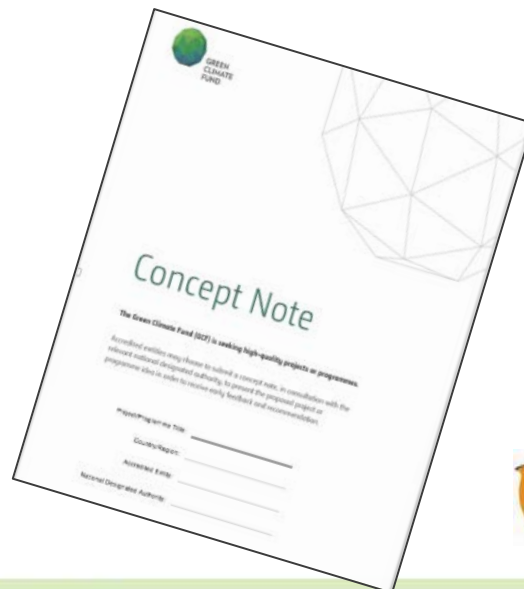 GREEN
CLIMATE
FUND
Concept Note
The Green Climate Fund (GCF) is seeking high-quality projects or programmes.
Accredited entities may choose to submit a concept note, in consultation with the
relevant national designated authority, to present the proposed project or
programme idea in order to receive early feedback and recommendation.
Project/Programme Title:
Country/Region:
Accredited Entity:
National Designated Authority: